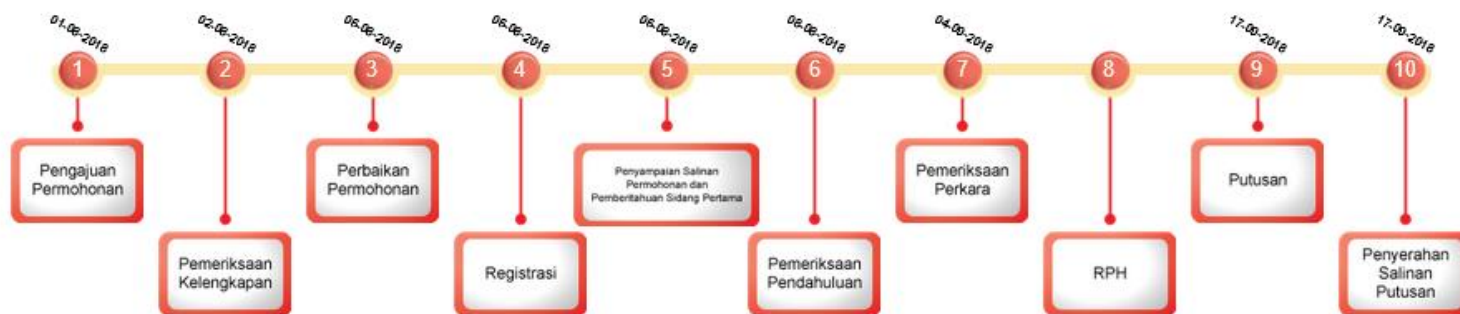 01-08-2018
02-08-2018
06-08-2018
06-08-2018
06-08-2018
04-09-2018
17-09-2018
17-09-2018
1
2
3
4
5
6
7
8
9
10
Pengajuan
Permohonan
Pemeriksaan
Kelengkapan
Perbaikan
Permohonan
Registrasi
Penyampaian Salinan
Permohonan dan
Pemberitahuan Sidang Pertama
Pemeriksaan
Pendahuluan
Pemeriksaan
Perkara
RPH
Putusan
Penyerahan
Salinan
Putusan